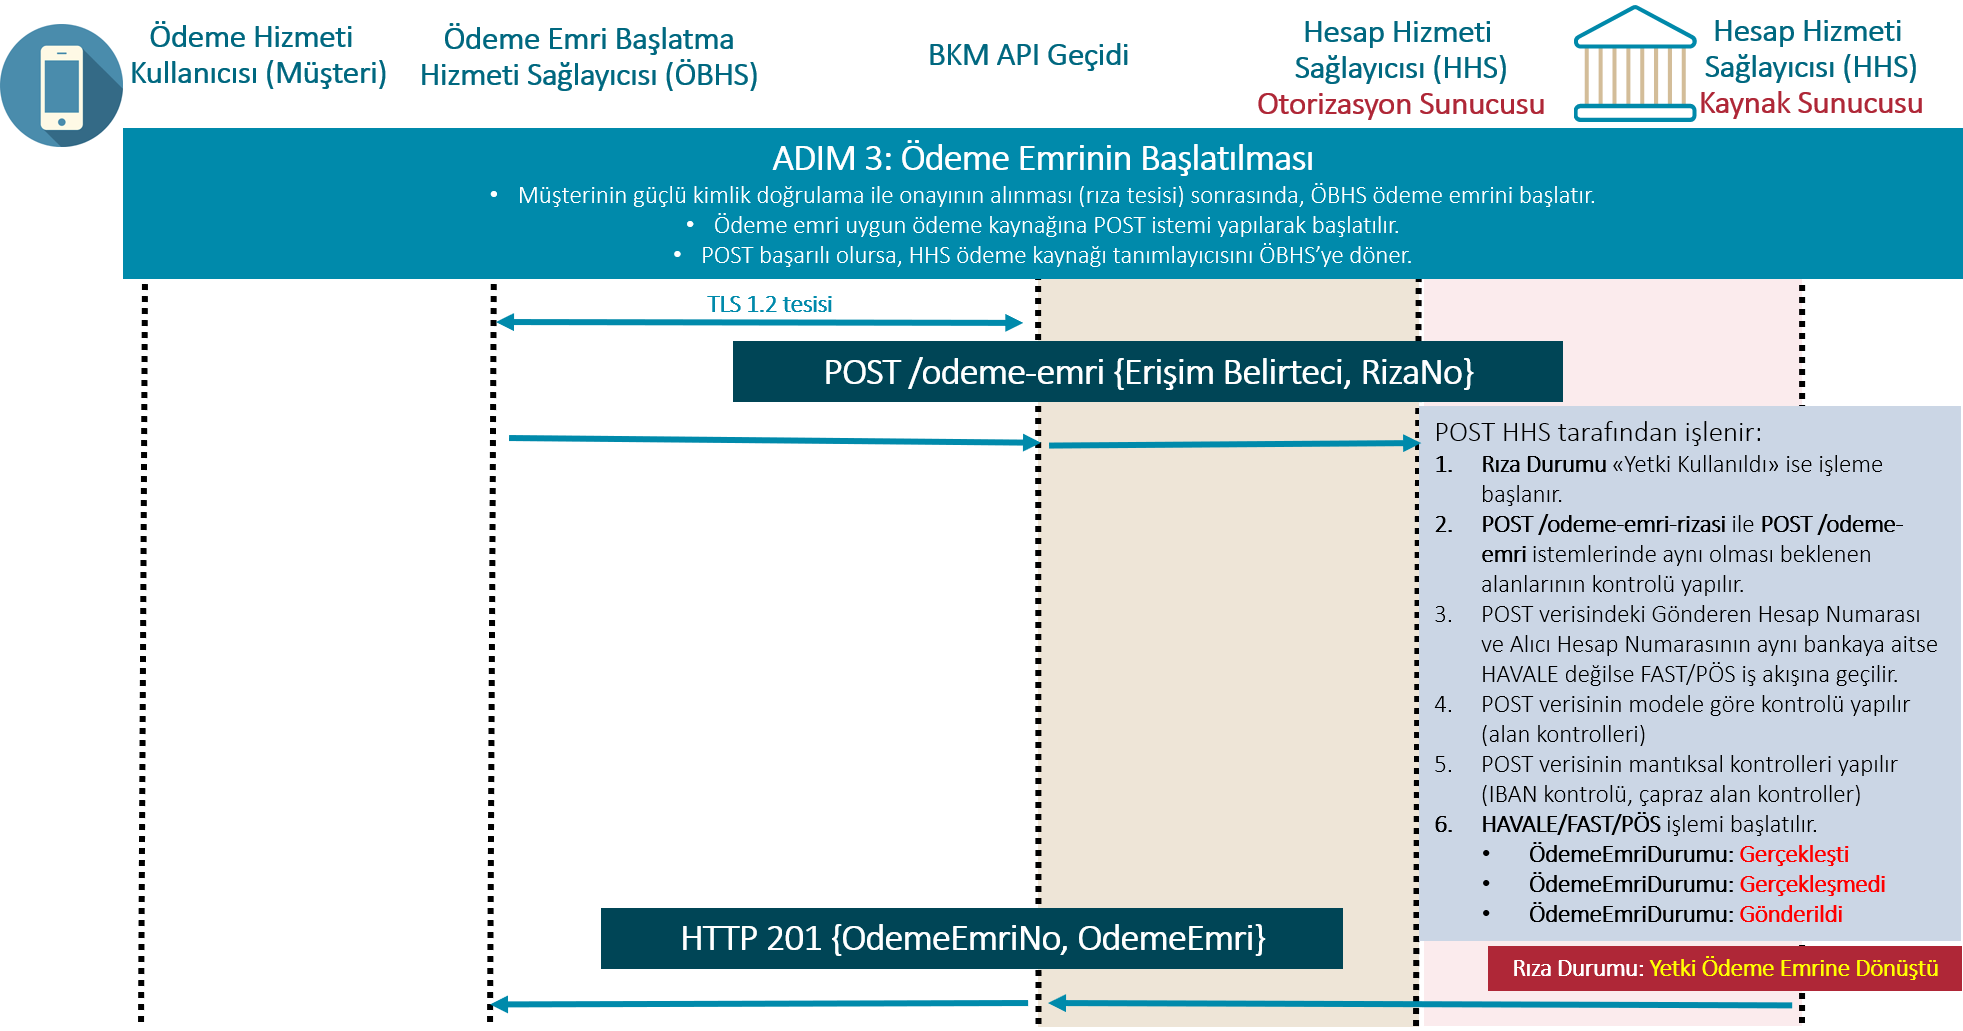 Ödeme Hizmeti
Kullanıcısı (Müşteri)
Ödeme Emri Başlatma
Hizmeti Sağlayıcısı (ÖBHS)
BKM API Geçidi
Hesap Hizmeti
Sağlayıcısı (HHS)
Otorizasyon Sunucusu
Hesap Hizmeti
Sağlayıcısı (HHS)
Kaynak Sunucusu
ADIM 3: Ödeme Emrinin Başlatılması
• Müşterinin güçlü kimlik doğrulama ile onayının alınması (rıza tesisi) sonrasında, ÖBHS ödeme emrini başlatır.
• Ödeme emri uygun ödeme kaynağına POST istemi yapılarak başlatılır.
• POST başarılı olursa, HHS ödeme kaynağı tanımlayıcısını ÖBHS’ye döner.
TLS 1.2 tesisi
POST /odeme-emri {Erişim Belirteci, RizaNo}
POST HHS tarafından işlenir:
1. Rıza Durumu «Yetki Kullanıldı» ise işleme
başlanır.
2. POST /odeme-emri-rizasi ile POST /odeme-
emri istemlerinde aynı olması beklenen
alanlarının kontrolü yapılır.
3. POST verisindeki Gönderen Hesap Numarası
ve Alıcı Hesap Numarasının aynı bankaya aitse
HAVALE değilse FAST/PÖS iş akışına geçilir.
4. POST verisinin modele göre kontrolü yapılır
(alan kontrolleri)
5. POST verisinin mantıksal kontrolleri yapılır
(IBAN kontrolü, çapraz alan kontroller)
6. HAVALE/FAST/PÖS işlemi başlatılır.
• ÖdemeEmriDurumu: Gerçekleşti
• ÖdemeEmriDurumu: Gerçekleşmedi
• ÖdemeEmriDurumu: Gönderildi
HTTP 201 {OdemeEmriNo, OdemeEmri}
Rıza Durumu: Yetki Ödeme Emrine Dönüştü